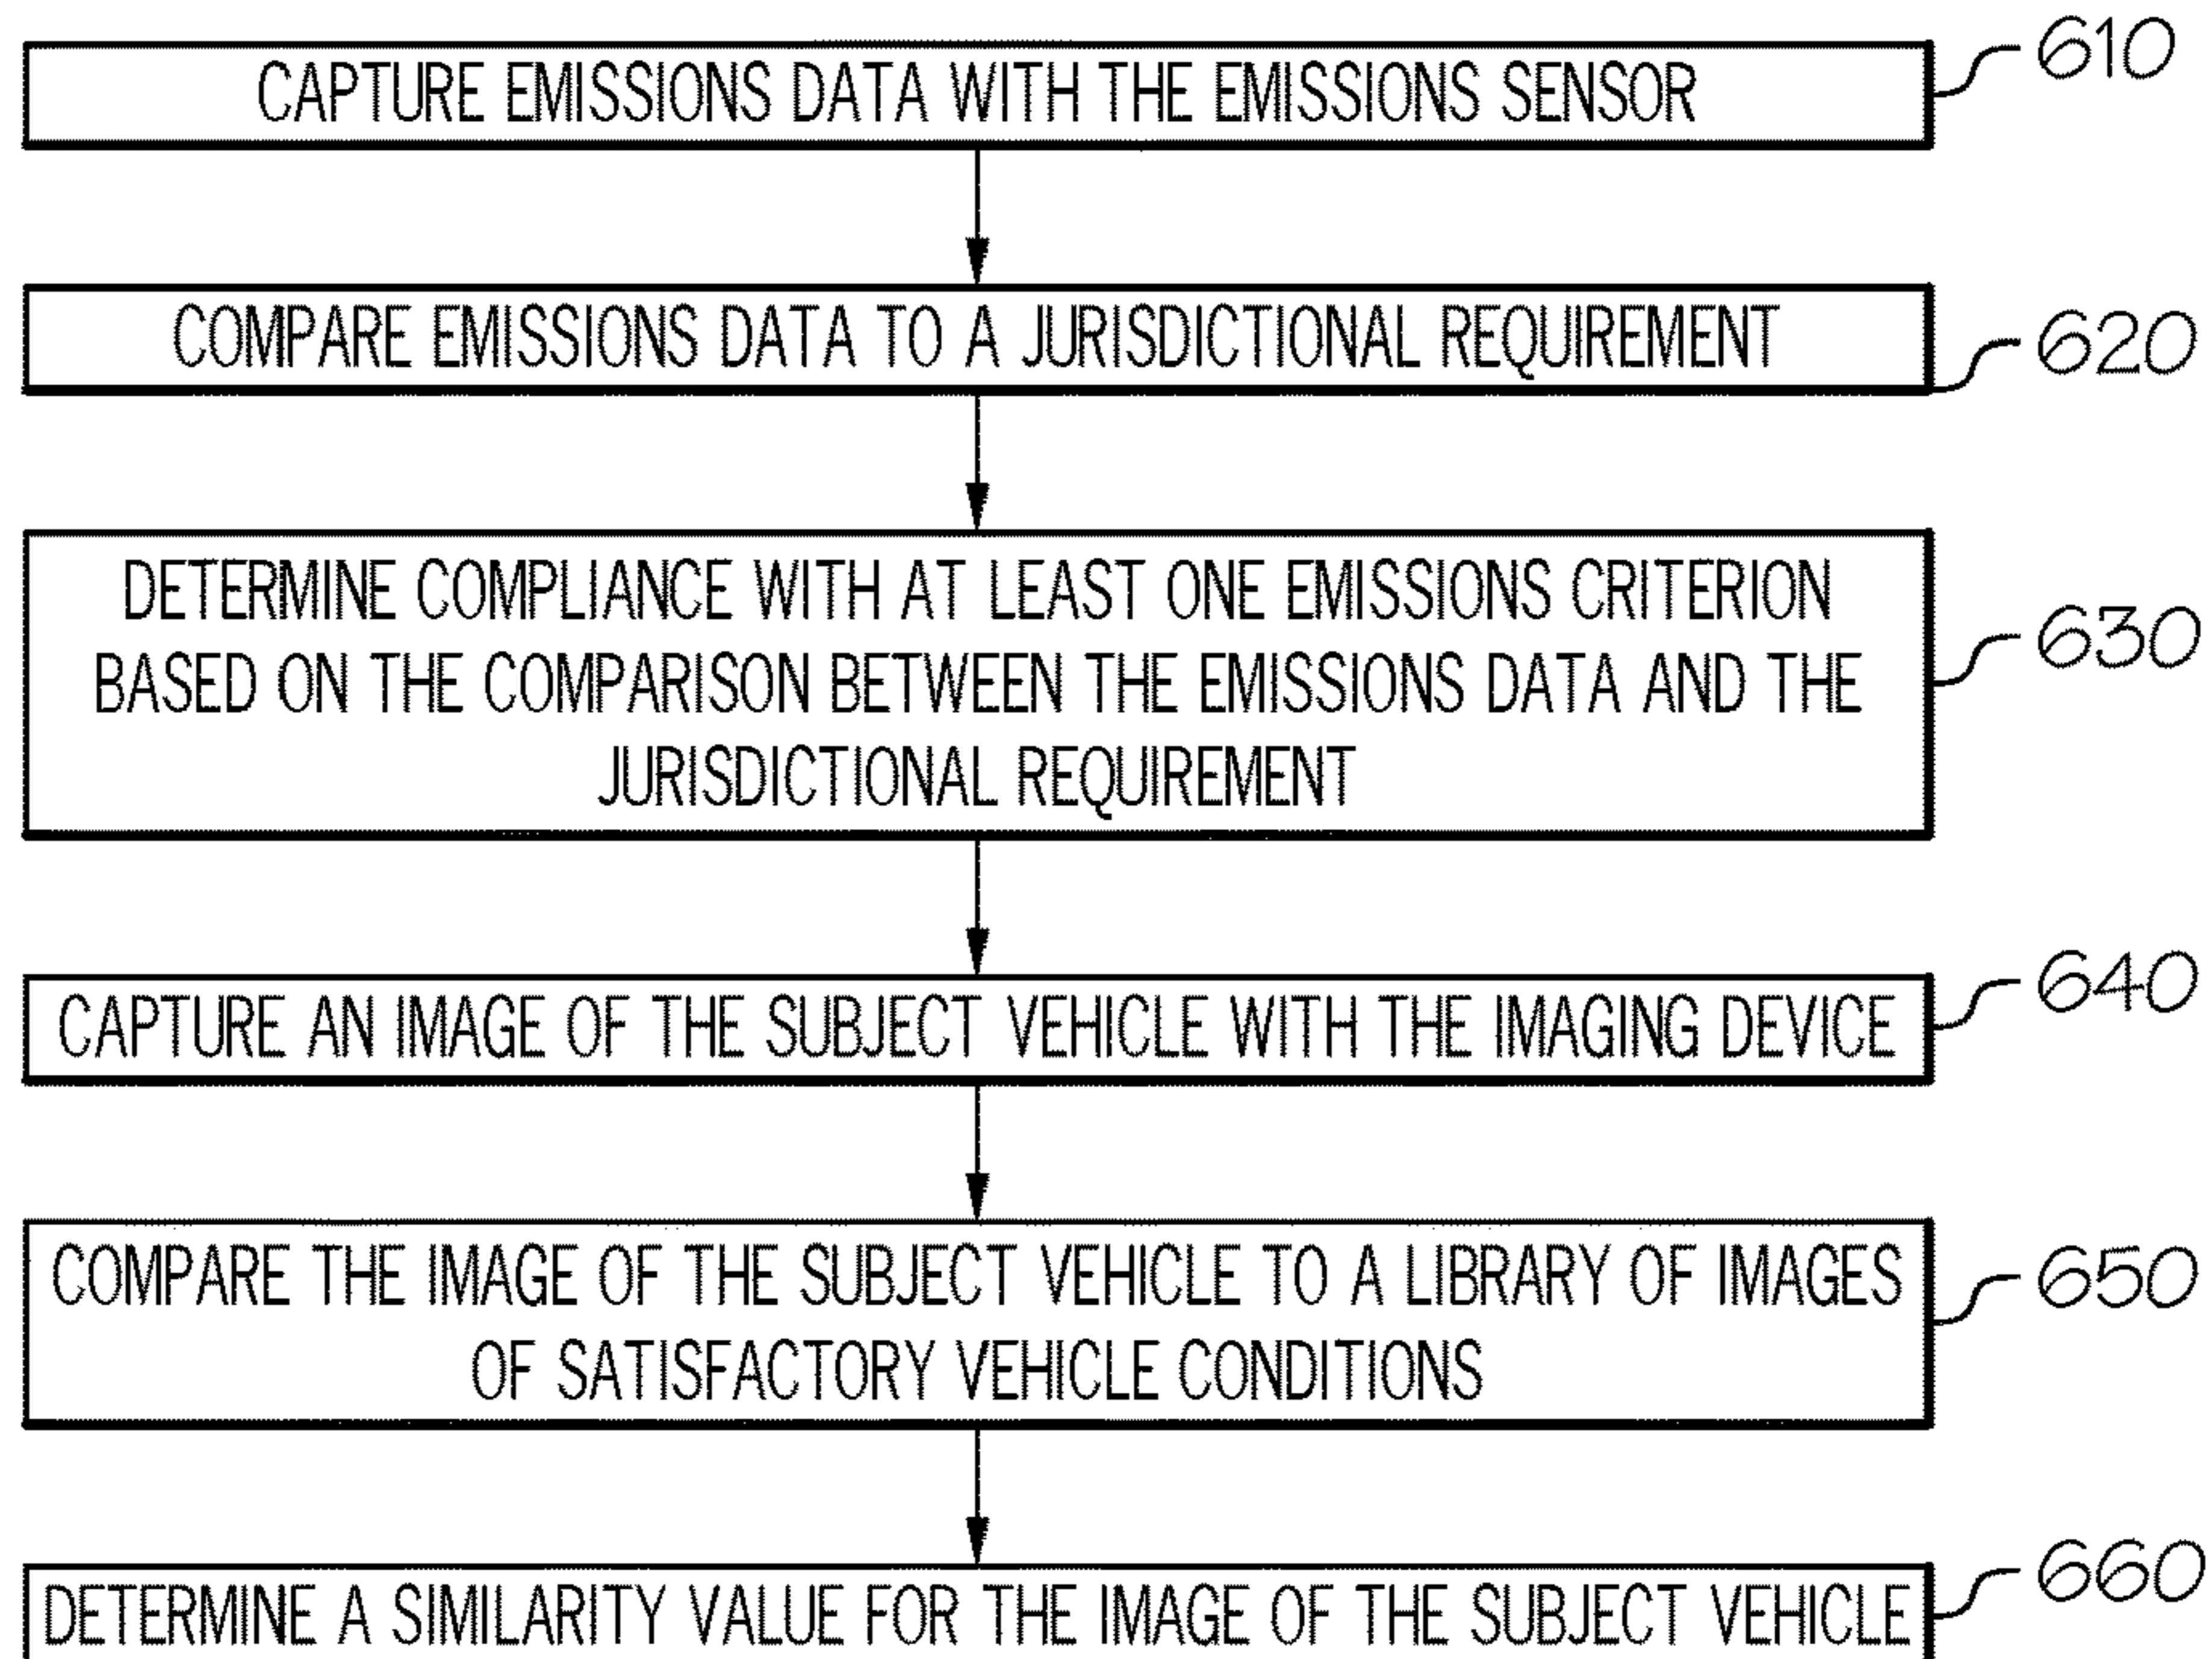 CAPTURE EMISSIONS DATA WITH THE EMISSIONS SENSOR
610
COMPARE EMISSIONS DATA TO A JURISDICTIONAL REQUIREMENT
620
DETERMINE COMPLIANCE WITH AT LEAST ONE EMISSIONS CRITERION
BASED ON THE COMPARISON BETWEEN THE EMISSIONS DATA AND THE
JURISDICTIONAL REQUIREMENT
630
CAPTURE AN IMAGE OF THE SUBJECT VEHICLE WITH THE IMAGING DEVICE
640
COMPARE THE IMAGE OF THE SUBJECT VEHICLE TO A LIBRARY OF IMAGES
OF SATISFACTORY VEHICLE CONDITIONS
650
DETERMINE A SIMILARITY VALUE FOR THE IMAGE OF THE SUBJECT VEHICLE
660